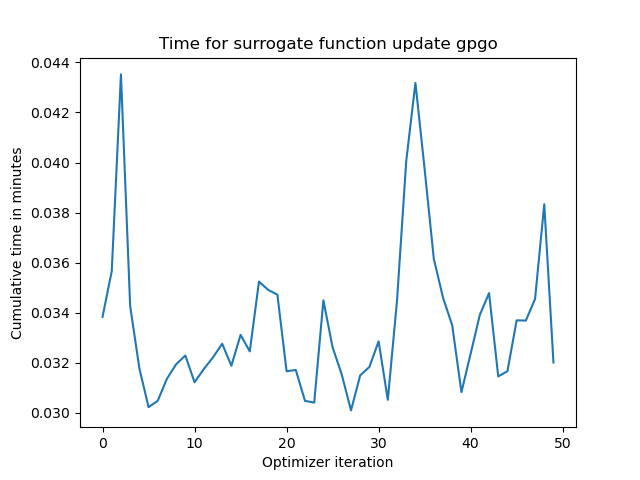 Time for surrogate function update gpgo
Cumulative time in minutes
0.044
0.042
0.040
0.038
0.036
0.034
0.032
0.030
0 10 20 30 40 50
Optimizer iteration